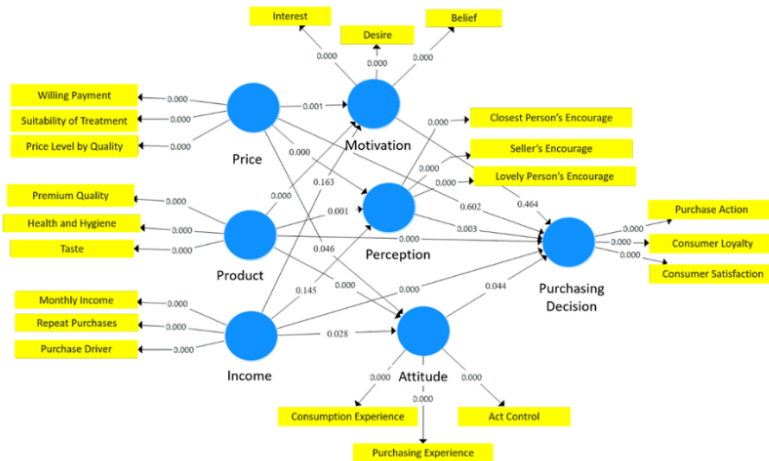 Interest
Belief
Desire
0.000
0.000
0.000
Willing Payment
0.000
Suitability of Treatment
0.000
Price Level by Quality
0.000
0.001
Motivation
Price
0.000
0.000
Closest Person's Encourage
Seller's Encourage
0.000
Lovely Person's Encourage
0.000
0.163
Premium Quality
0.000
Health and Hygiene
0.000
Taste
0.000
0.000
0.001
Perception
0.602
0.464
0.003
0.000
Product
0.046
Purchase Action
0.000
Consumer Loyalty
0.000
Consumer Satisfaction
0.000
Purchasing
Decision
Monthly Income
0.000
Repeat Purchases
0.000
Purchase Driver
0.000
0.145
0.000
0.000
0.044
0.028
Income
Attitude
0.000
0.000
0.000
Consumption Experience
Act Control
Purchasing Experience